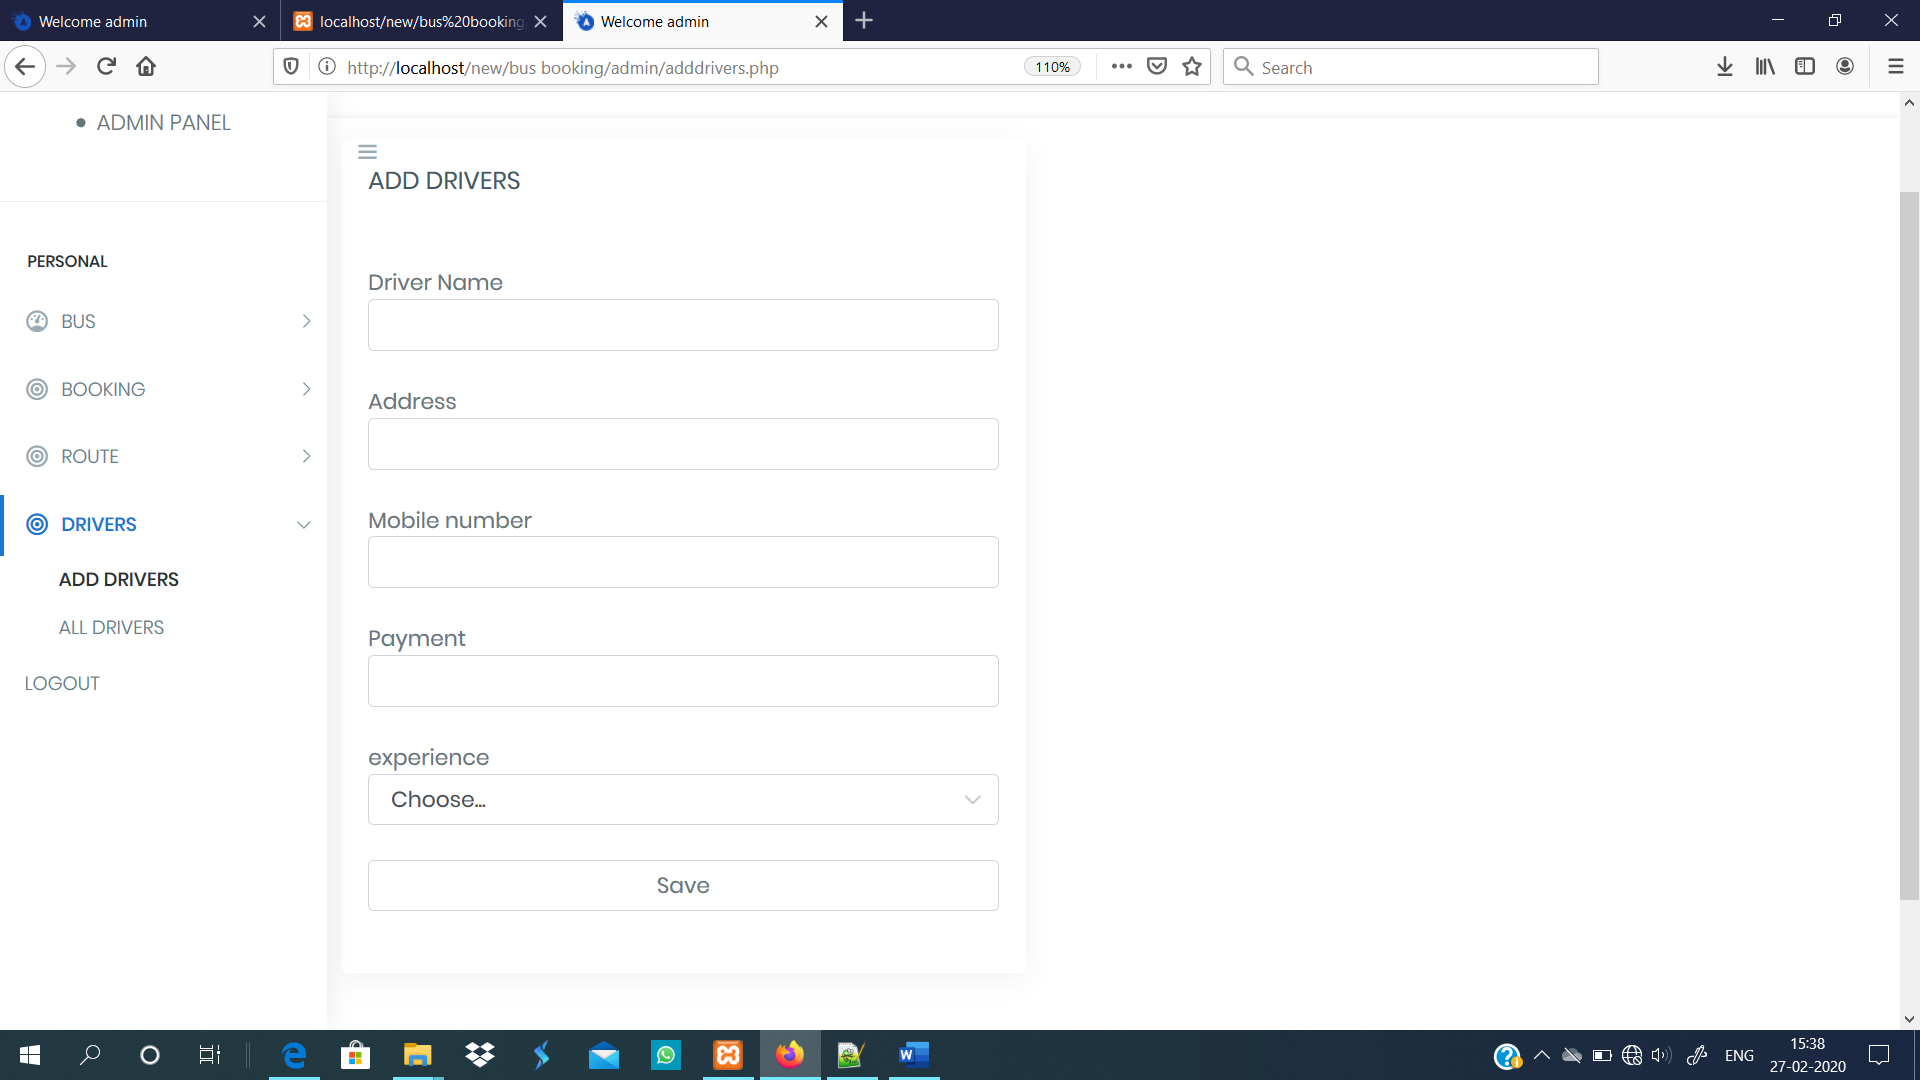 Welcome admin
localhost/new/bus%20booking
Welcome admin
http://localhost/new/bus booking/admin/adddrivers.php
110%
Search
ADMIN PANEL
PERSONAL
BUS
BOOKING
ROUTE
DRIVERS
ADD DRIVERS
ALL DRIVERS
LOGOUT
ADD DRIVERS
Driver Name
Address
Mobile number
Payment
experience
Choose...
Save
ENG
15:38
27-02-2020